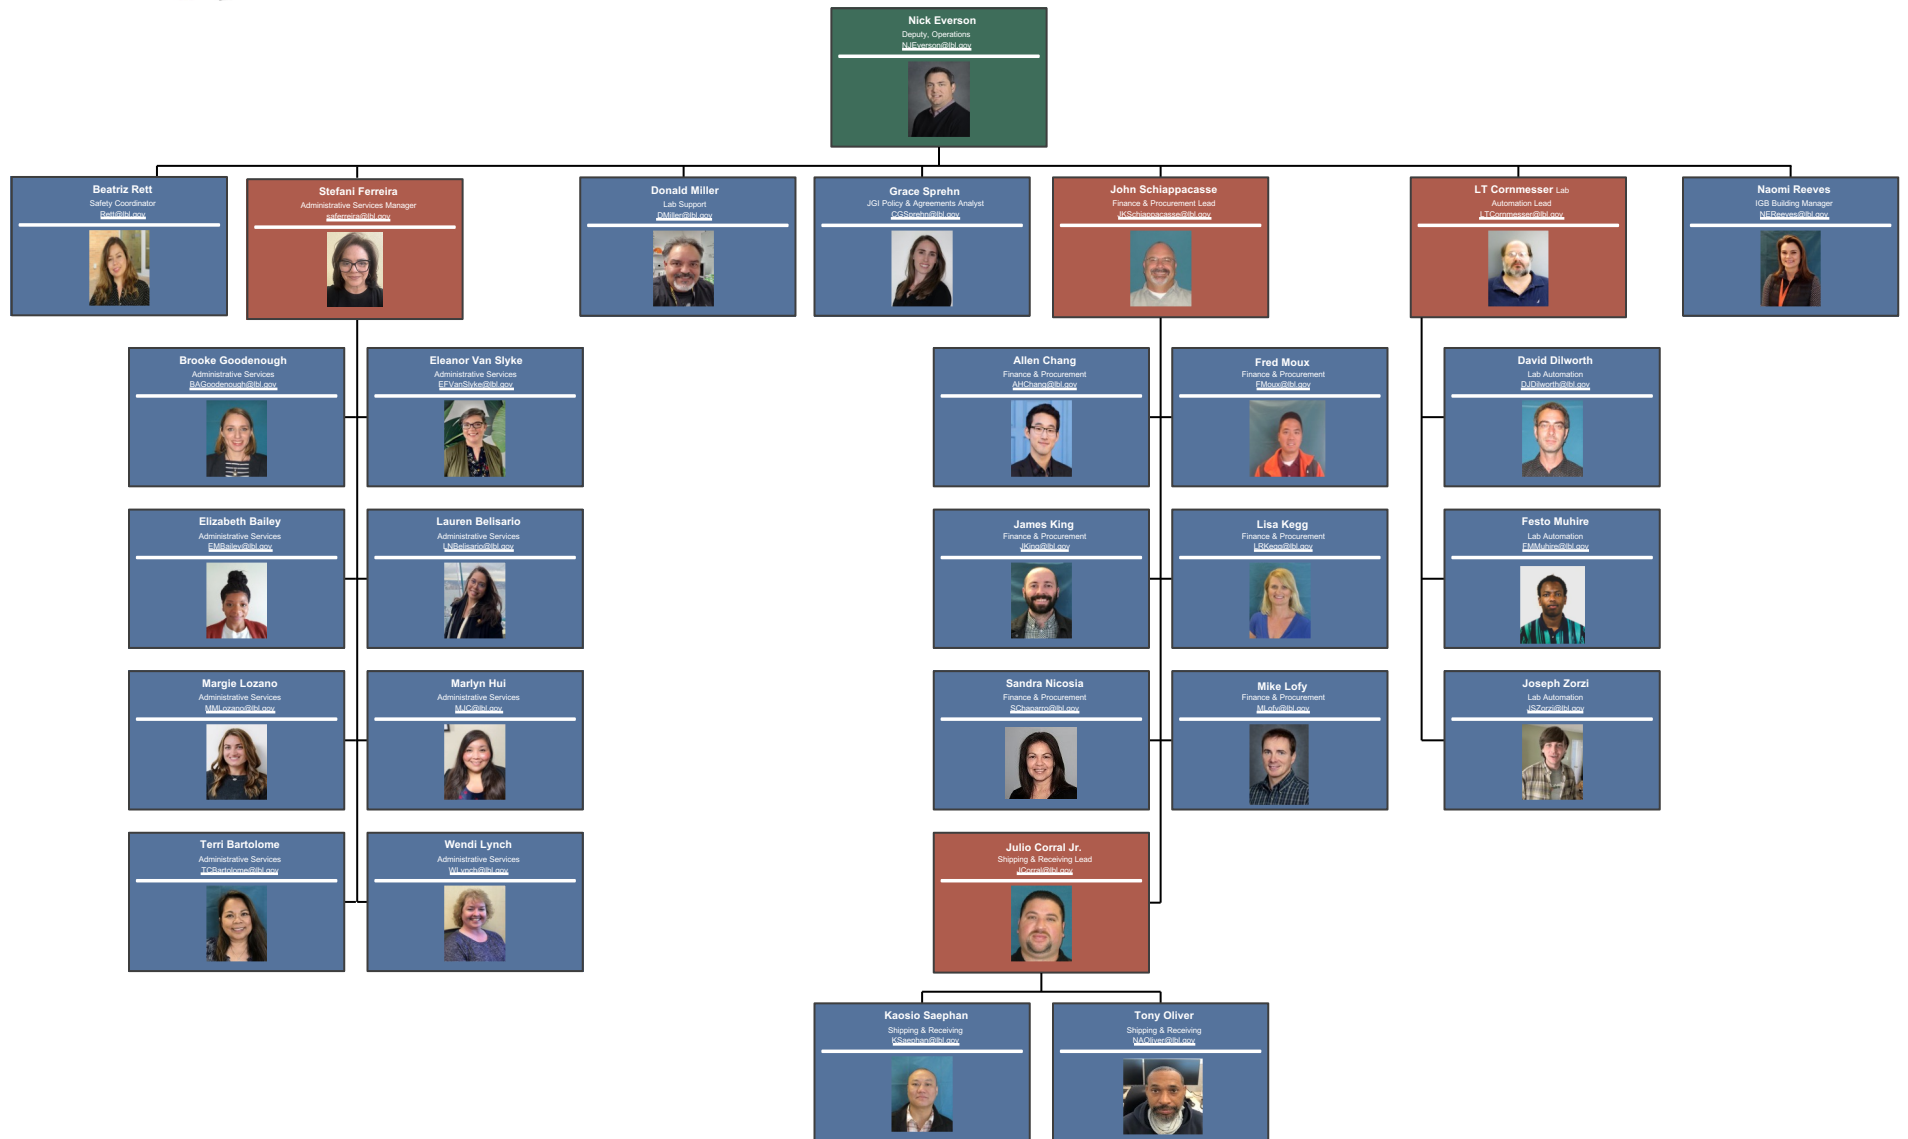 Nick Everson
Deputy, Operations
NJEverson@lbl.gov
Beatriz Rett
Safety Coordinator
Rett@lbl.gov
Stefani Ferreira
Administrative Services Manager
saferreira@lbl.gov
Donald Miller
Lab Support
DMiller@lbl.gov
Grace Sprehn
JGI Policy & Agreements Analyst
CGSprehn@lbl.gov
John Schiappacasse
Finance & Procurement Lead
JKSchiappacasse@lbl.gov
LT Cornmesser Lab
Automation Lead
LTCornmesser@lbl.gov
Naomi Reeves
IGB Building Manager
NEReeves@lbl.gov
Brooke Goodenough
Administrative Services
BAGoodenough@lbl.gov
Eleanor Van Slyke
Administrative Services
EFVanSlyke@lbl.gov
Allen Chang
Finance & Procurement
AHChang@lbl.gov
Fred Moux
Finance & Procurement
FMoux@lbl.gov
David Dilworth
Lab Automation
DJDilworth@lbl.gov
Elizabeth Bailey
Administrative Services
EMBailey@lbl.gov
Lauren Belisario
Administrative Services
LNBelisario@lbl.gov
James King
Finance & Procurement
JKing@lbl.gov
Lisa Kegg
Finance & Procurement
LRKegg@lbl.gov
Festo Muhire
Lab Automation
FMMuhire@lbl.gov
Margie Lozano
Administrative Services
MMLozano@lbl.gov
Marlyn Hui
Administrative Services
MJC@lbl.gov
Sandra Nicosia
Finance & Procurement
SChaparro@lbl.gov
Mike Lofy
Finance & Procurement
MLofy@lbl.gov
Joseph Zorzi
Lab Automation
JSZorzi@lbl.gov
Terri Bartolome
Administrative Services
TCBartolome@lbl.gov
Wendi Lynch
Administrative Services
WLynch@lbl.gov
Julio Corral Jr.
Shipping & Receiving Lead
JCorral@lbl.gov
Kaosio Saephan
Shipping & Receiving
KSaephan@lbl.gov
Tony Oliver
Shipping & Receiving
NAOliver@lbl.gov